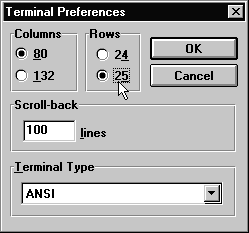 Terminal Preferences
Columns
80
132
Rows
24
25
OK
Cancel
Scroll-back
100 lines
Terminal Type
ANSI